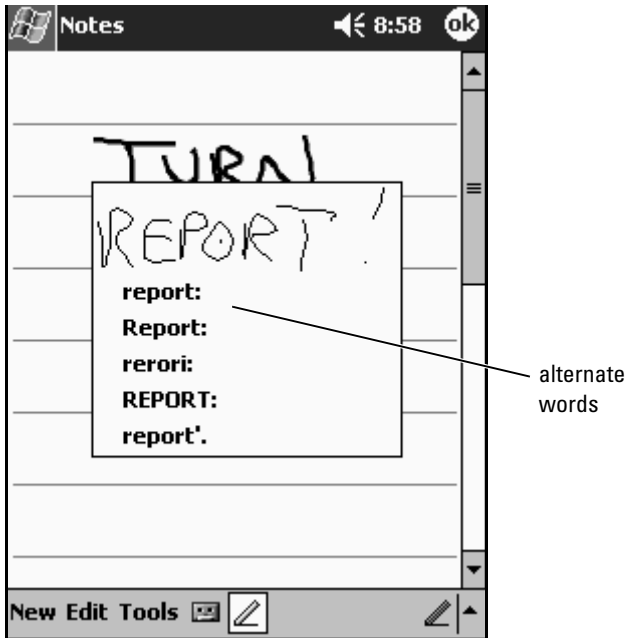 Notes 8:58 ok
TURN
REPORT!
report:
Report:
rerori:
REPORT:
report'.
alternate
words
New Edit Tools